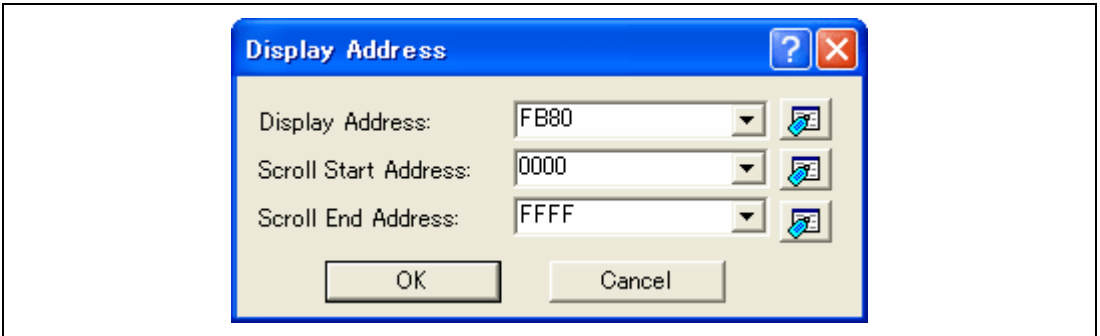 Display Address
Display Address: FB80
Scroll Start Address: 0000
Scroll End Address: FFFF
OK Cancel